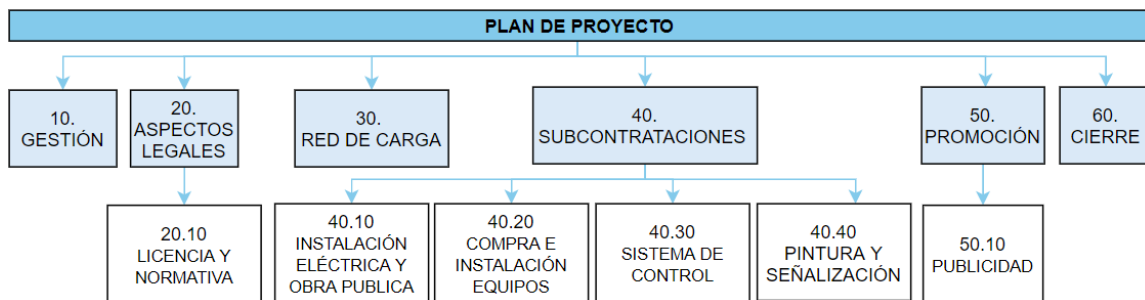 PLAN DE PROYECTO
10.
GESTIÓN
20.
ASPECTOS
LEGALES
30.
RED DE CARGA
40.
SUBCONTRATACIONES
50.
PROMOCIÓN
60.
CIERRE
20.10
LICENCIA Y
NORMATIVA
40.10
INSTALACIÓN
ELÉCTRICA Y
OBRA PUBLICA
40.20
COMPRA E
INSTALACIÓN
EQUIPOS
40.30
SISTEMA DE
CONTROL
40.40
PINTURA Y
SEÑALIZACIÓN
50.10
PUBLICIDAD